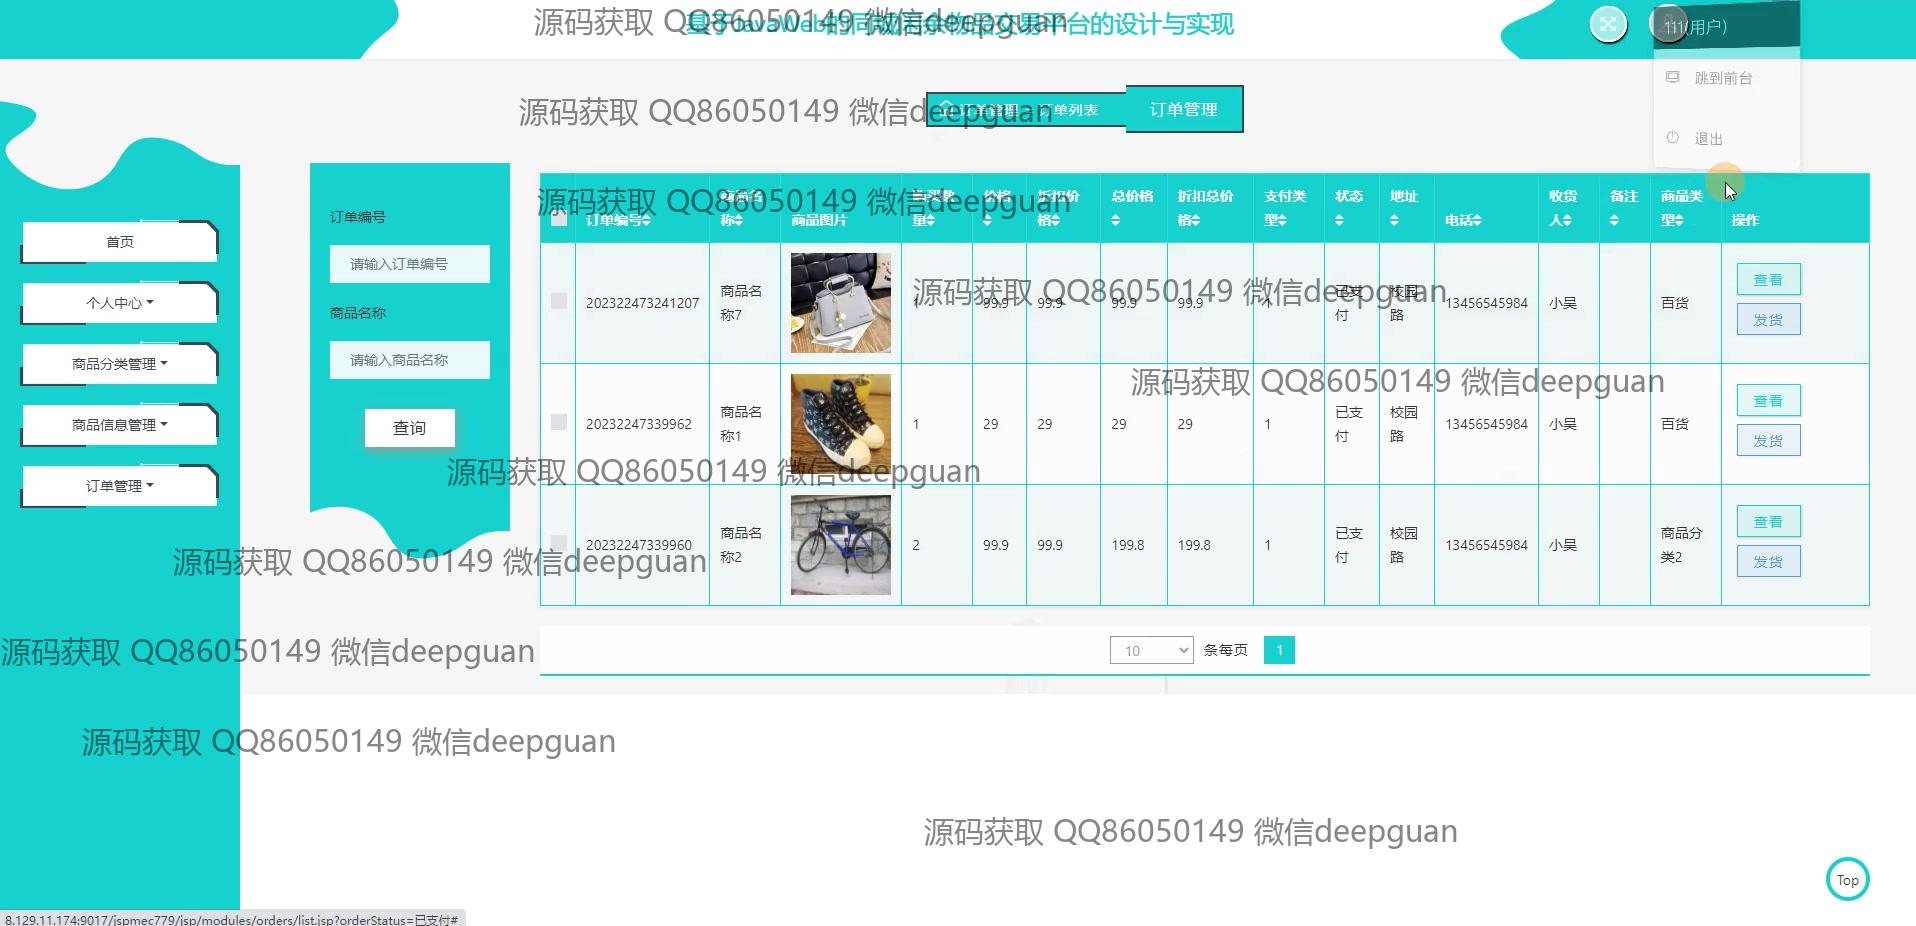 源码获取 QQ86050149 微信deepguan
基于JavaWeb的同城闲余物品交易平台的设计与实现
111(用户)
跳到前台
退出
源码获取 QQ86050149 微信deepguan
订单管理
订单列表
订单管理
首页
个人中心
商品分类管理
商品信息管理
订单管理
订单编号
请输入订单编号
商品名称
请输入商品名称
查询
源码获取 QQ86050149 微信deepguan
订单编号 商品名称 商品图片 购买数量 价格 折扣价格 总价格 折扣总价格 支付类型 状态 地址 电话 收货人 备注 商品类型 操作
202322473241207 商品名称7 1 99.9 99.9 99.9 99.9 1 已支付 校园路 小吴 百货 查看 发货
源码获取 QQ86050149 微信deepguan
13456545984
20232247339962 商品名称1 1 29 29 29 29 1 已支付 校园路 13456545984 小吴 百货 查看 发货
源码获取 QQ86050149 微信deepguan
源码获取 QQ86050149 微信deepguan
20232247339960 商品名称2 2 99.9 99.9 199.8 199.8 1 已支付 校园路 13456545984 小吴 商品分类2 查看 发货
源码获取 QQ86050149 微信deepguan
10 条每页 1
源码获取 QQ86050149 微信deepguan
源码获取 QQ86050149 微信deepguan
源码获取 QQ86050149 微信deepguan
Top
8.129.11.174:9017/jspmec779/jsp/modules/orders/list.jsp?orderStatus=已支付#